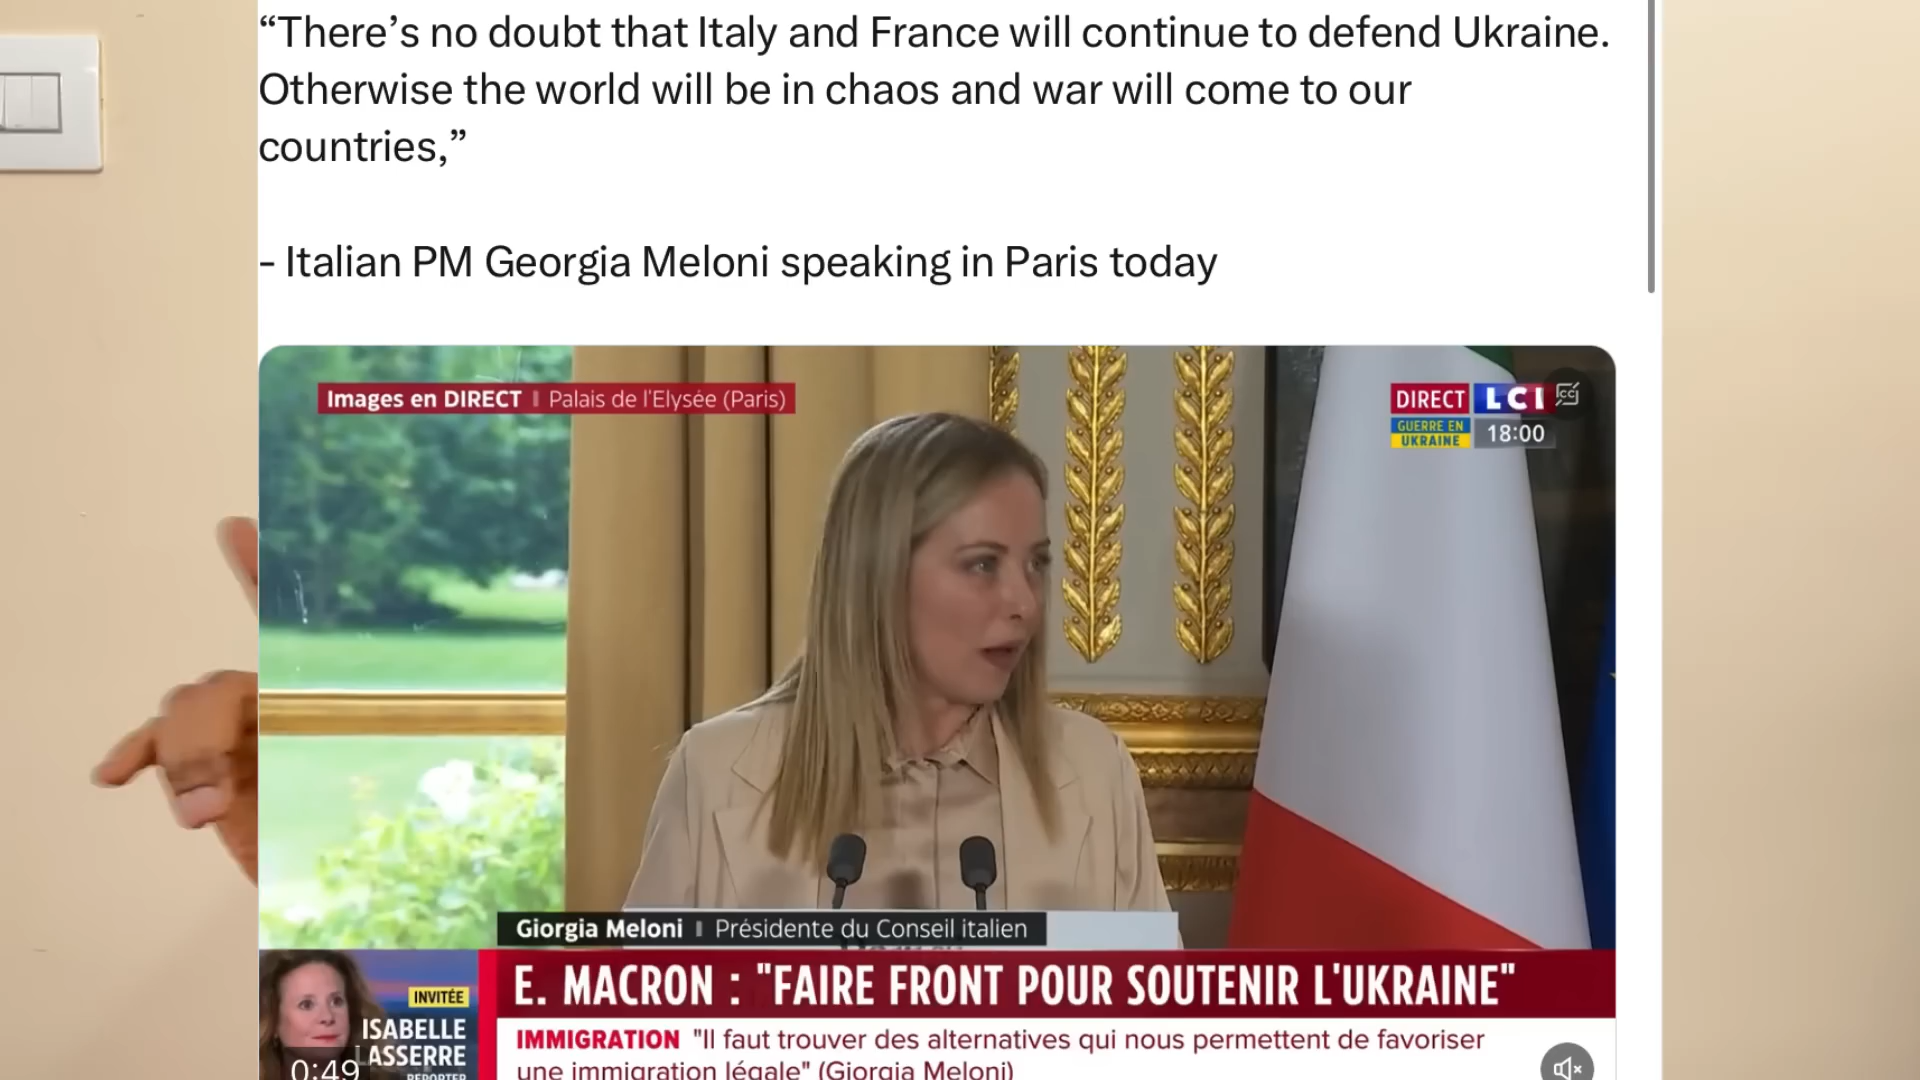 “There’s no doubt that Italy and France will continue to defend Ukraine.
Otherwise the world will be in chaos and war will come to our
countries,”
- Italian PM Georgia Meloni speaking in Paris today
Images en DIRECT | Palais de l'Elysée (Paris)
DIRECT LCI
GUERRE EN
UKRAINE
18:00
Giorgia Meloni | Présidente du Conseil italien
E. MACRON : "FAIRE FRONT POUR SOUTENIR L'UKRAINE"
INVITÉE
ISABELLE
LASSERRE
REPORTER
IMMIGRATION "Il faut trouver des alternatives qui nous permettent de favoriser
une immigration légale" (Giorgia Meloni)
0:49